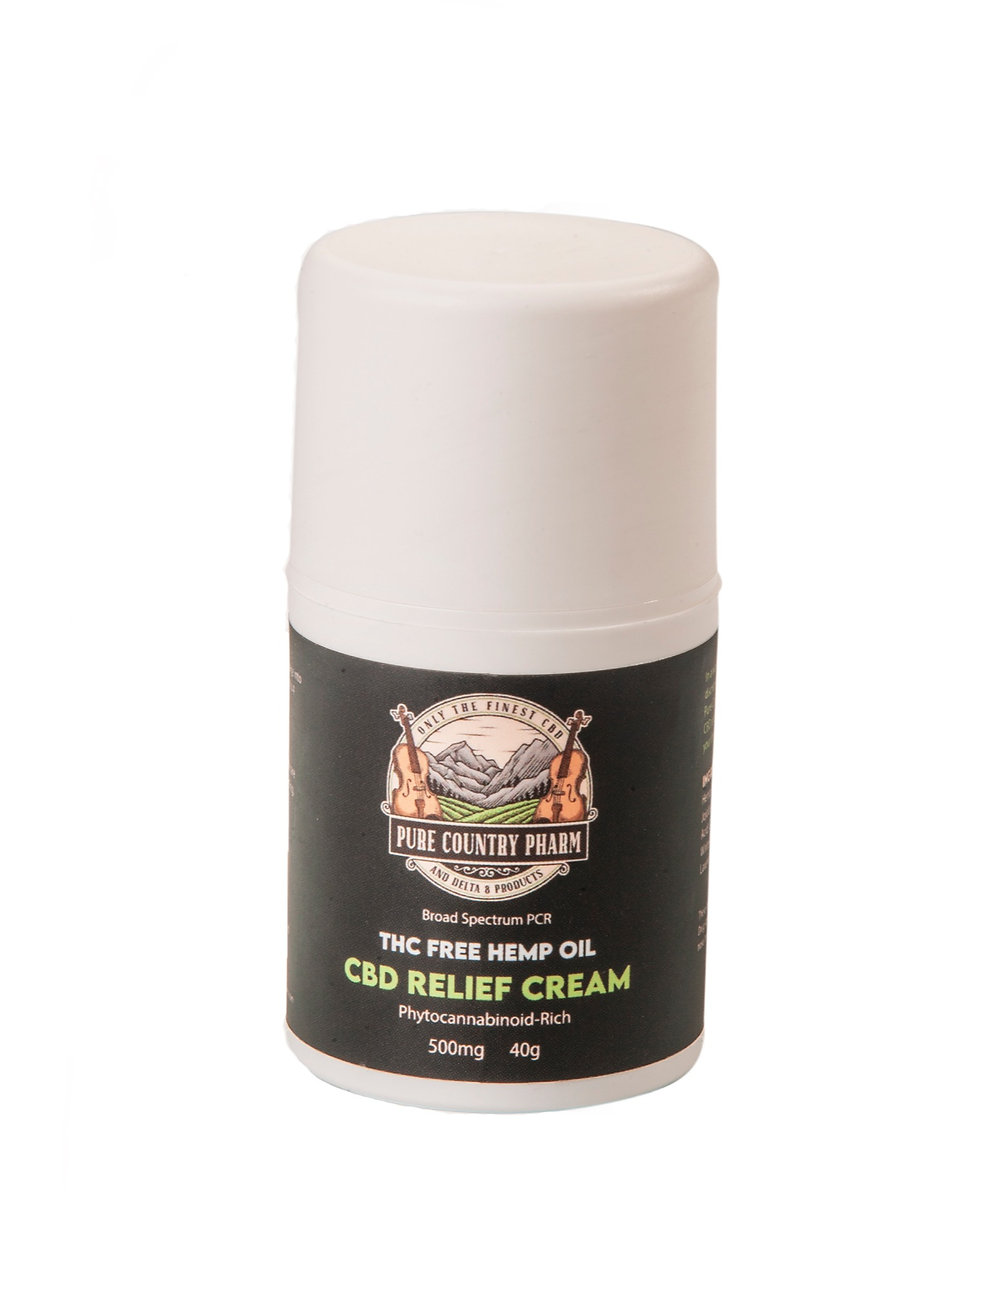 ONLY THE FINEST CBD
PURE COUNTRY PHARM
AND DELTA 8 PRODUCTS
Broad Spectrum PCR
THC FREE HEMP OIL
CBD RELIEF CREAM
Phytocannabinoid-Rich
500mg 40g